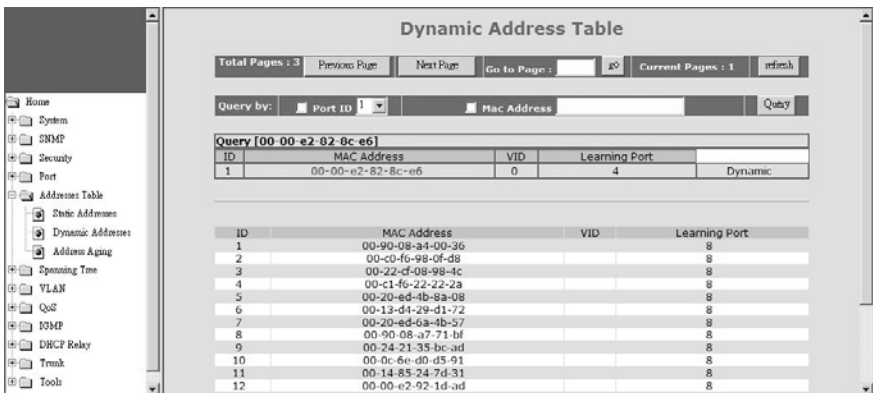 Dynamic Address Table
Total Pages : 3 Previous Page Next Page Go to Page : go Current Pages : 1 refresh
Query by: Port ID 1 Mac Address Query
Query [00-00-e2-82-8c-e6]
ID MAC Address VID Learning Port
1 00-00-e2-82-8c-e6 0 4 Dynamic
ID MAC Address VID Learning Port
1 00-90-08-a4-00-36 8
2 00-c0-f6-98-0f-d8 8
3 00-22-cf-08-98-4c 8
4 00-c1-f6-22-22-2a 8
5 00-20-ed-4b-8a-08 8
6 00-13-d4-29-d1-72 8
7 00-20-ed-6a-4b-57 8
8 00-90-08-a7-71-bf 8
9 00-24-21-35-bc-ad 8
10 00-0c-6e-d0-d5-91 8
11 00-14-85-24-7d-31 8
12 00-00-e2-92-1d-ad 8
Home
System
SNMP
Security
Port
Addresses Table
Static Addresses
Dynamic Addresses
Address Aging
Spanning Tree
VLAN
QoS
IGMP
DHCP Relay
Trunk
Tools